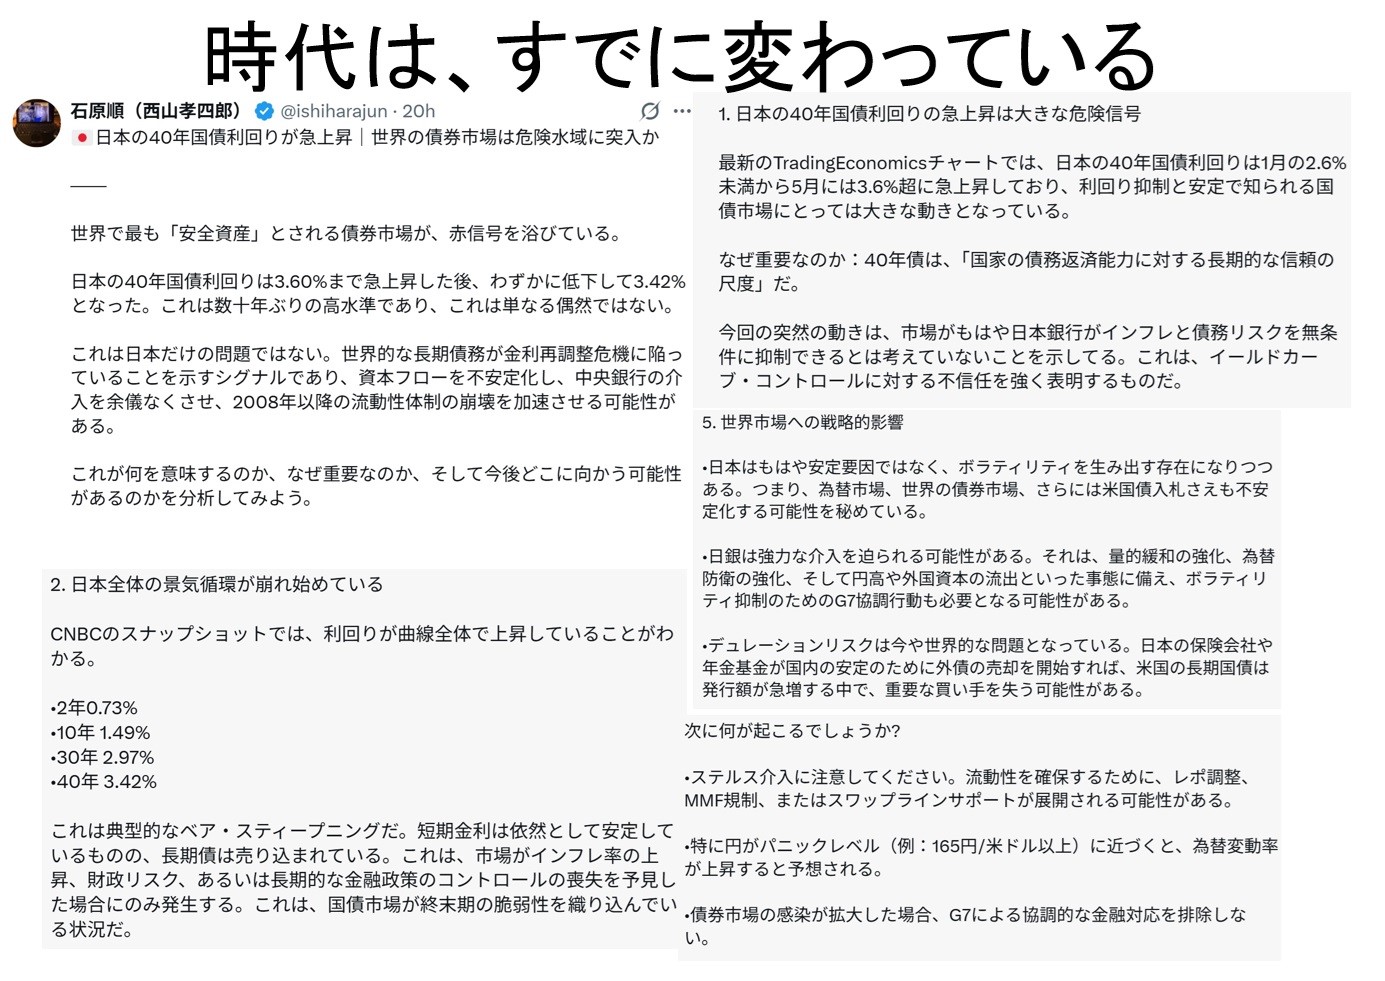 時代は、すでに変わっている
石原順（西山孝四郎） @ishiharajun · 20h
🇯🇵日本の40年国債利回りが急上昇｜世界の債券市場は危険水域に突入か
⸻
世界で最も「安全資産」とされる債券市場が、赤信号を浴びている。
日本の40年国債利回りは3.60%まで急上昇した後、わずかに低下して3.42%
となった。これは数十年ぶりの高水準であり、これは単なる偶然ではない。
これは日本だけの問題ではない。世界的な長期債務が金利再調整危機に陥っ
ていることを示すシグナルであり、資本フローを不安定化し、中央銀行の介
入を余儀なくさせ、2008年以降の流動性体制の崩壊を加速させる可能性が
ある。
これが何を意味するのか、なぜ重要なのか、そして今後どこに向かう可能性
があるのかを分析してみよう。
2. 日本全体の景気循環が崩れ始めている
CNBCのスナップショットでは、利回りが曲線全体で上昇していることがわ
かる。
•2年0.73%
•10年 1.49%
•30年 2.97%
•40年 3.42%
これは典型的なベア・スティープニングだ。短期金利は依然として安定して
いるものの、長期債は売り込まれている。これは、市場がインフレ率の上
昇、財政リスク、あるいは長期的な金融政策のコントロールの喪失を予見し
た場合にのみ発生する。これは、国債市場が終末期の脆弱性を織り込んでい
る状況だ。
1. 日本の40年国債利回りの急上昇は大きな危険信号
最新のTradingEconomicsチャートでは、日本の40年国債利回りは1月の2.6%
未満から5月には3.6%超に急上昇しており、利回り抑制と安定で知られる国
債市場にとっては大きな動きとなっている。
なぜ重要なのか：40年債は、「国家の債務返済能力に対する長期的な信頼の
尺度」だ。
今回の突然の動きは、市場がもはや日本銀行がインフレと債務リスクを無条
件に抑制できるとは考えていないことを示してる。これは、イールドカー
ブ・コントロールに対する不信任を強く表明するものだ。
5. 世界市場への戦略的影響
•日本はもはや安定要因ではなく、ボラティリティを生み出す存在になりつつ
ある。つまり、為替市場、世界の債券市場、さらには米国債入札さえも不安
定化する可能性を秘めている。
•日銀は強力な介入を迫られる可能性がある。それは、量的緩和の強化、為替
防衛の強化、そして円高や外国資本の流出といった事態に備え、ボラティリ
ティ抑制のためのG7協調行動も必要となる可能性がある。
•デュレーションリスクは今や世界的な問題となっている。日本の保険会社や
年金基金が国内の安定のために外債の売却を開始すれば、米国の長期国債は
発行額が急増する中で、重要な買い手を失う可能性がある。
次に何が起こるでしょうか?
•ステルス介入に注意してください。流動性を確保するために、レポ調整、
MMF規制、またはスワップラインサポートが展開される可能性がある。
•特に円がパニックレベル（例：165円/米ドル以上）に近づくと、為替変動率
が上昇すると予想される。
•債券市場の感染が拡大した場合、G7による協調的な金融対応を排除しな
い。